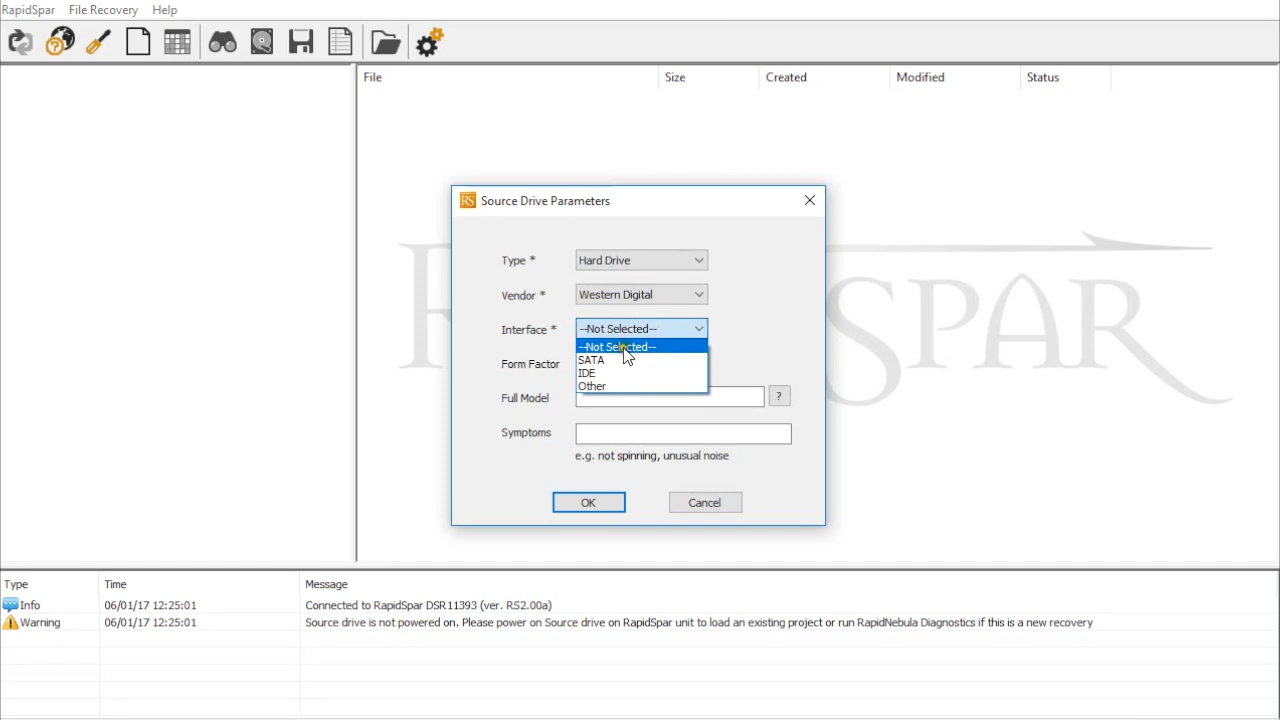 RapidSpar File Recovery Help
File Size Created Modified Status
RS Source Drive Parameters
Type * Hard Drive
Vendor * Western Digital
Interface * --Not Selected--
--Not Selected--
SATA
Form Factor
IDE
Other
Full Model ?
Symptoms
e.g. not spinning, unusual noise
OK Cancel
SPAR
Type Time Message
Info 06/01/17 12:25:01 Connected to RapidSpar DSR11393 (ver. RS2.00a)
Warning 06/01/17 12:25:01 Source drive is not powered on. Please power on Source drive on RapidSpar unit to load an existing project or run RapidNebula Diagnostics if this is a new recovery